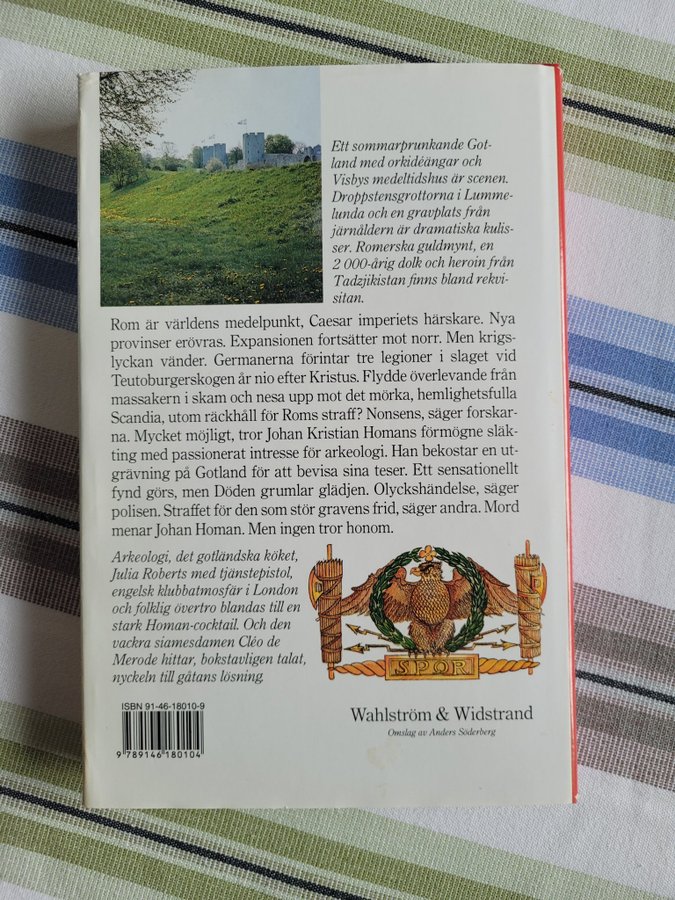 Ett sommarprunkande Got-
land med orkidéängar och
Visbys medeltidshus är scenen.
Droppstensgrottorna i Lumme-
lunda och en gravplats från
järnåldern är dramatiska kulis-
ser. Romerska guldmynt, en
2 000-årig dolk och heroin från
Tadzjikistan finns bland rekvi-
sitan.
Rom är världens medelpunkt, Caesar imperiets härskare. Nya
provinser erövras. Expansionen fortsätter mot norr. Men krigs-
lyckan vänder. Germanerna förintar tre legioner i slaget vid
Teutoburgerskogen år nio efter Kristus. Flydde överlevande från
massakern i skam och nesa upp mot det mörka, hemlighetsfulla
Scandia, utom räckhåll för Roms straff? Nonsens, säger forskar-
na. Mycket möjligt, tror Johan Kristian Homans förmögne släk-
ting med passionerat intresse för arkeologi. Han bekostar en ut-
grävning på Gotland för att bevisa sina teser. Ett sensationellt
fynd görs, men Döden grumlar glädjen. Olyckshändelse, säger
polisen. Straffet för den som stör gravens frid, säger andra. Mord
menar Johan Homan. Men ingen tror honom.
Arkeologi, det gotländska köket,
Julia Roberts med tjänstepistol,
engelsk klubbatmosfär i London
och folklig övertro blandas till en
stark Homan-cocktail. Och den
vackra siamesdamen Cléo de
Merode hittar, bokstavligen talat,
nyckeln till gåtans lösning.
SPQR
ISBN 91-46-18010-9
9 789146 180104
Wahlström & Widstrand
Omslag av Anders Söderberg